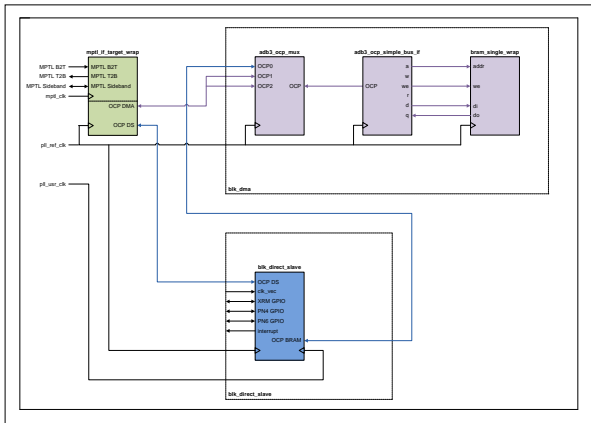 mptl_if_target_wrap
MPTL B2T
MPTL T2B
MPTL Sideband
mptl_clk
MPTL B2T
MPTL T2B
MPTL Sideband
OCP DMA
OCP DS
pll_ref_clk
pll_usr_clk
adb3_ocp_mux
OCP0
OCP1
OCP2
OCP
adb3_ocp_simple_bus_if
OCP
a
w
we
r
d
q
bram_single_wrap
addr
we
di
do
blk_dma
blk_direct_slave
OCP DS
clk_vec
XRM GPIO
PN4 GPIO
PN6 GPIO
interrupt
OCP BRAM
blk_direct_slave